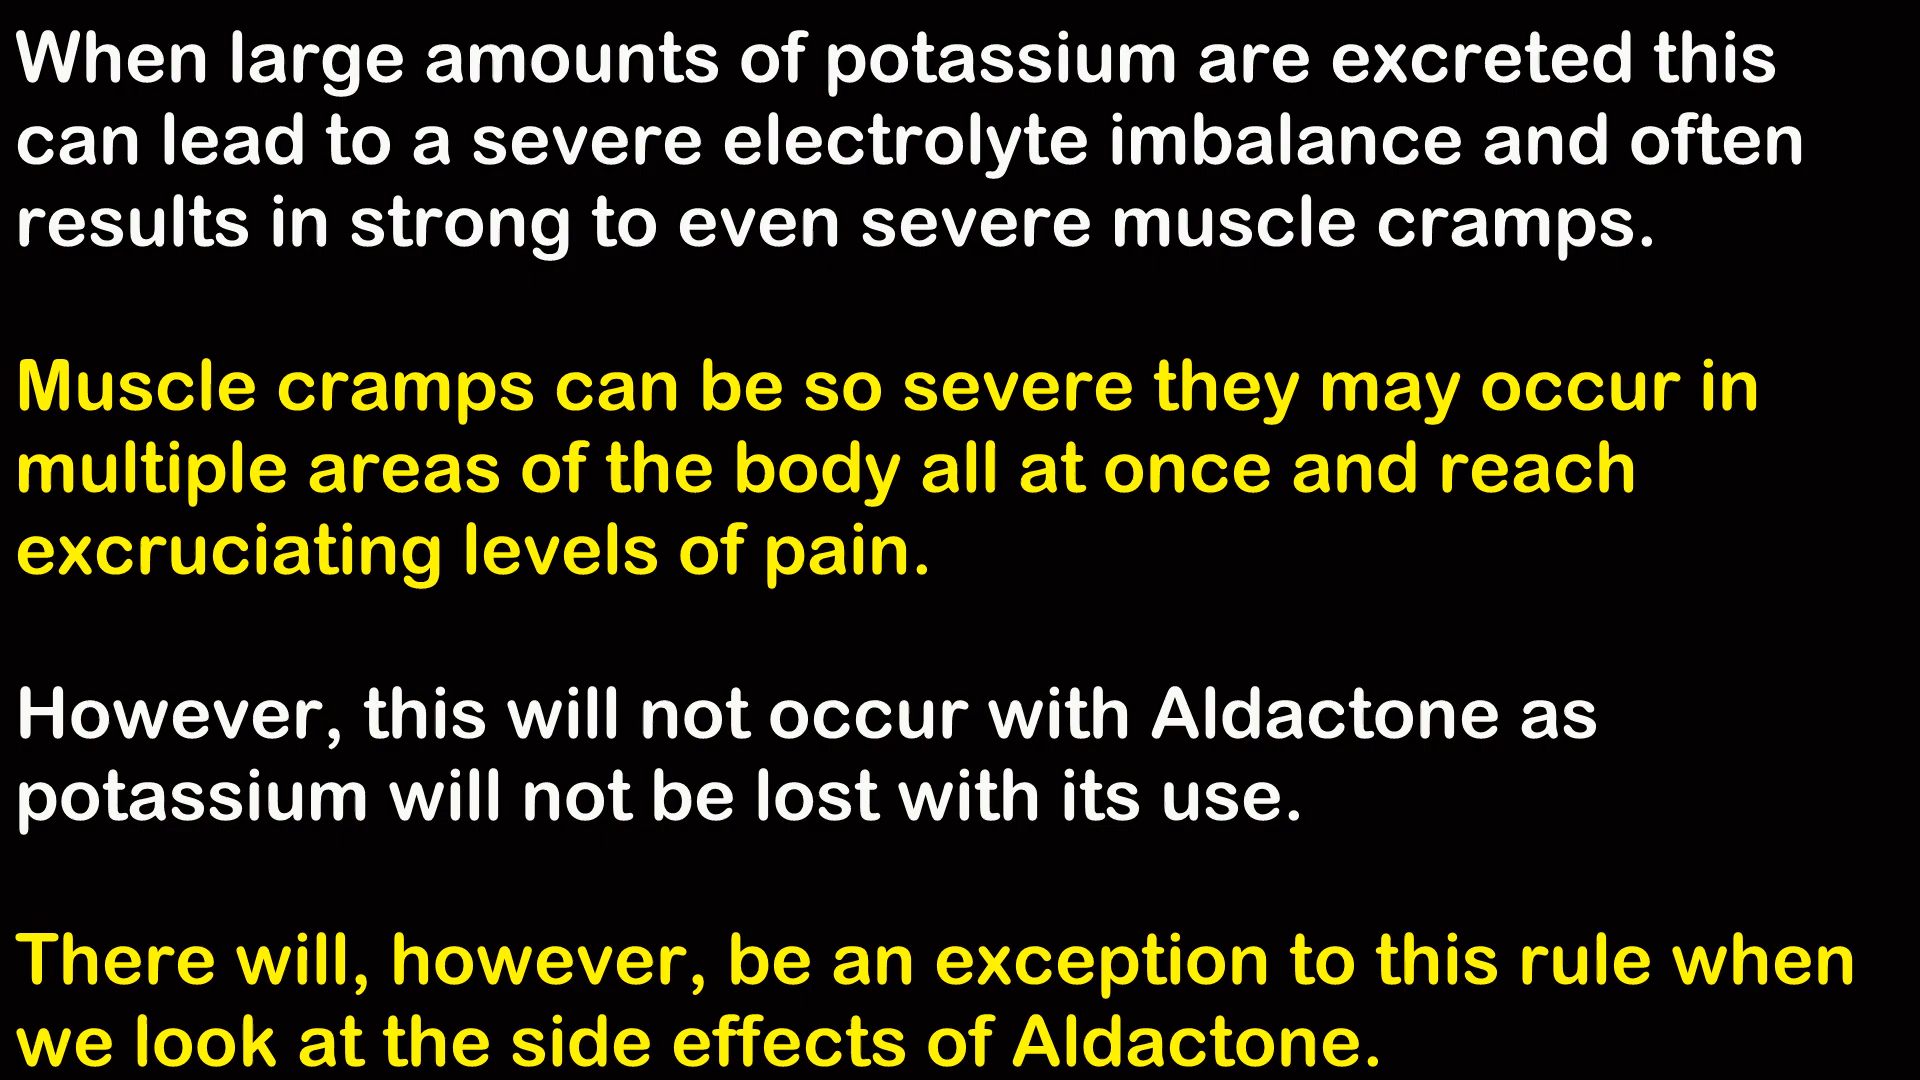 When large amounts of potassium are excreted this
can lead to a severe electrolyte imbalance and often
results in strong to even severe muscle cramps.
Muscle cramps can be so severe they may occur in
multiple areas of the body all at once and reach
excruciating levels of pain.
However, this will not occur with Aldactone as
potassium will not be lost with its use.
There will, however, be an exception to this rule when
we look at the side effects of Aldactone.